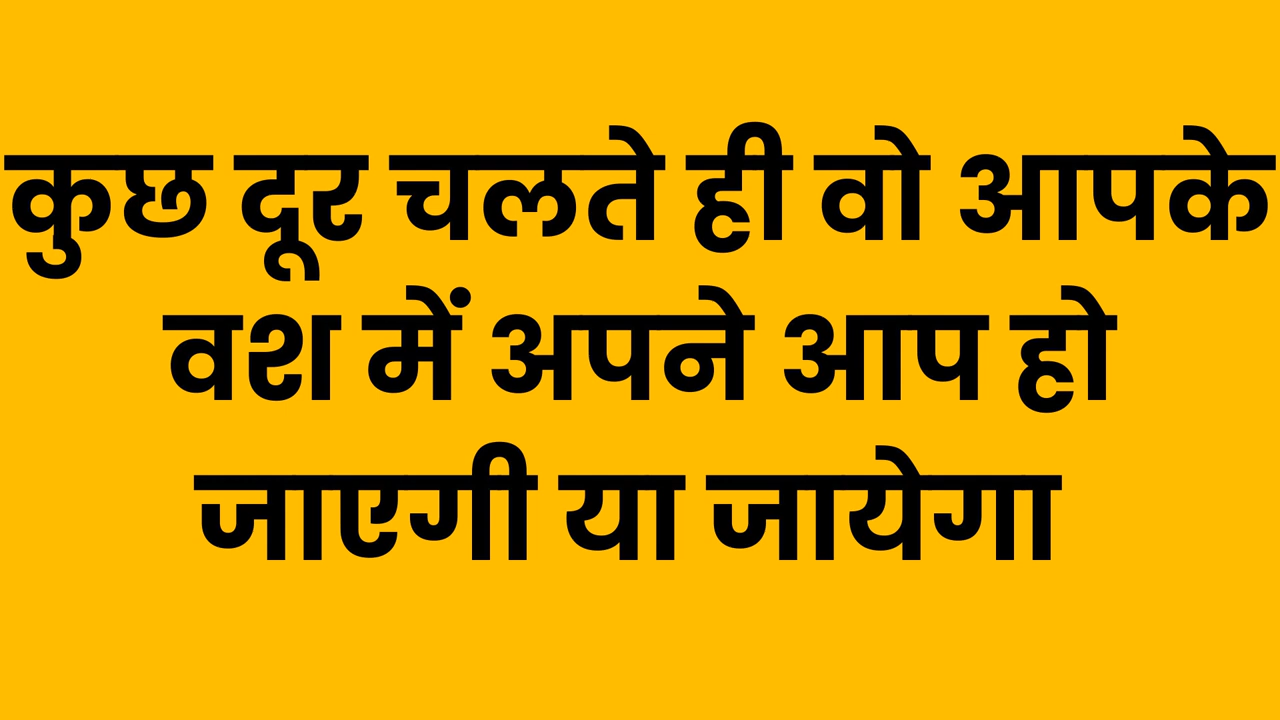 कुछ दूर चलते ही वो आपके
वश में अपने आप हो
जाएगी या जायेगा